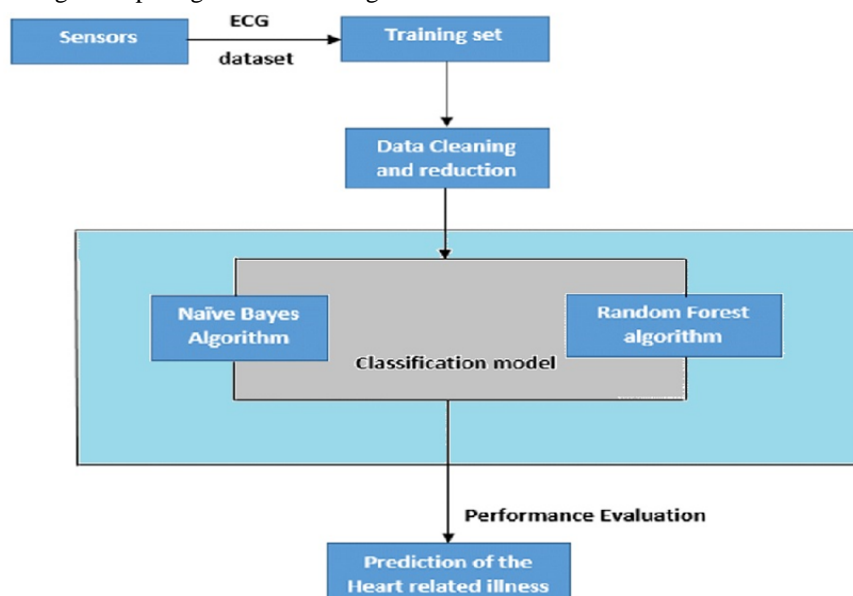 ECG
Sensors
Training set
dataset
Data Cleaning
and reduction
Naïve Bayes
Algorithm
Random Forest
algorithm
Classification model
Performance Evaluation
Prediction of the
Heart related illness